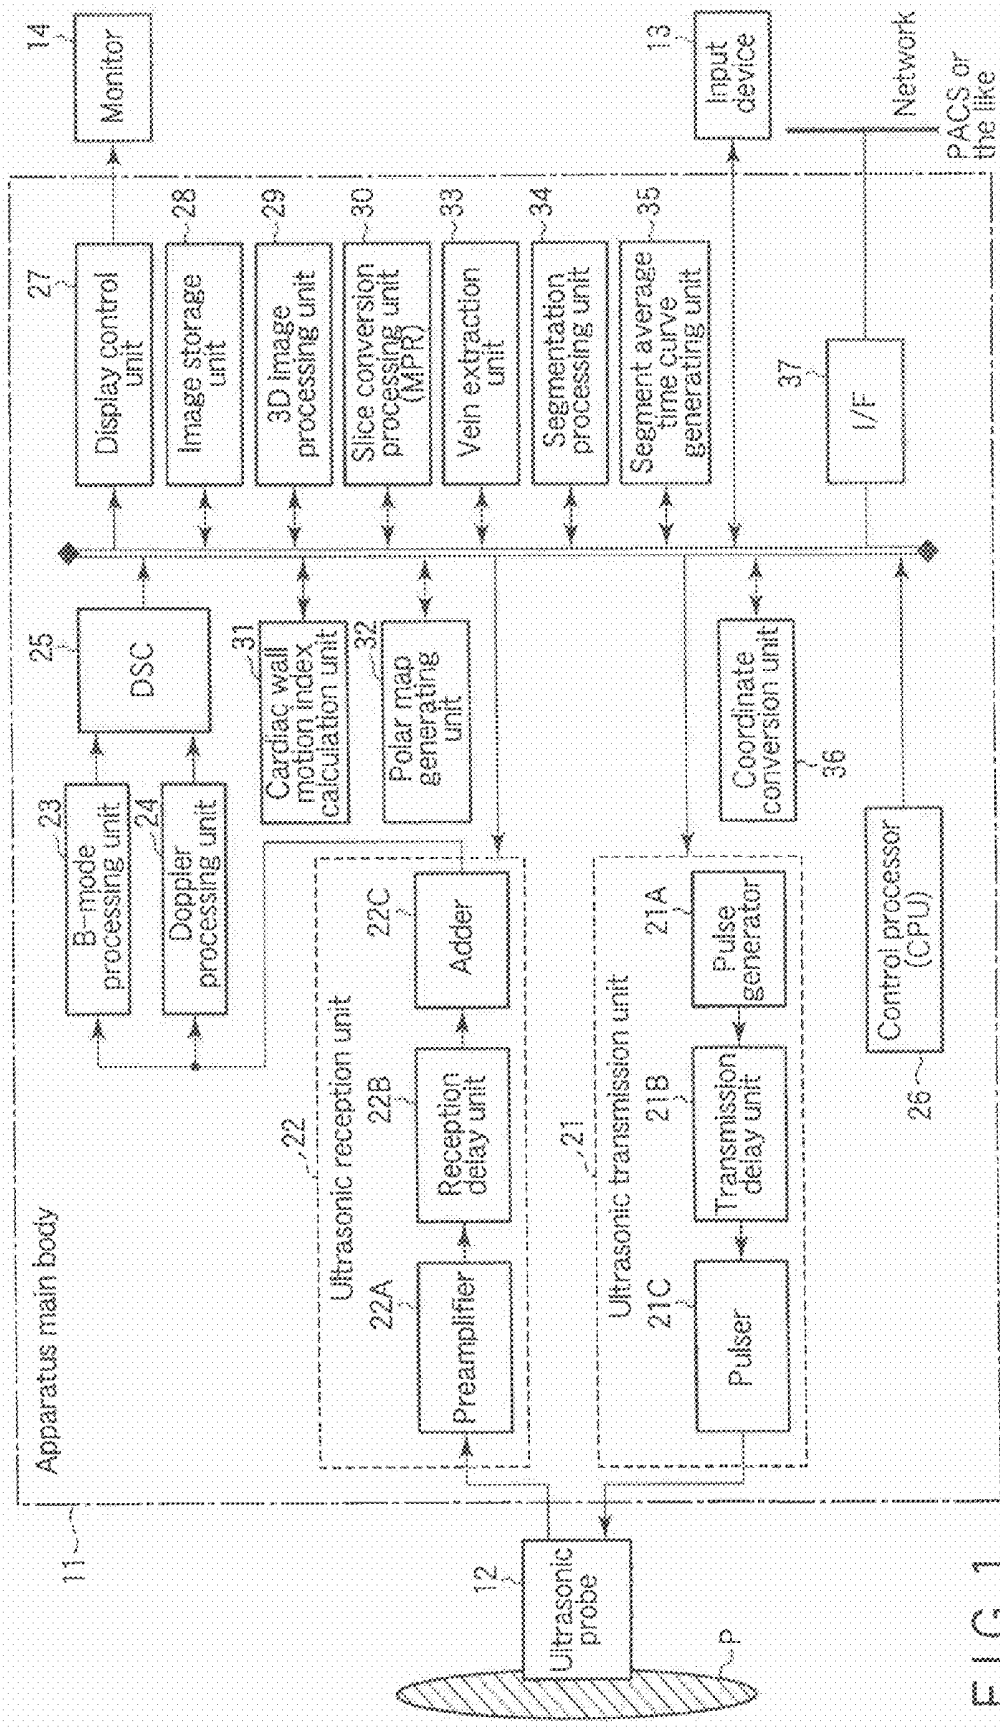 Apparatus main body
11
12
Ultrasonic
probe
P
22
Ultrasonic reception unit
22A
Preamplifier
22B
Reception
delay unit
22C
Adder
21
Ultrasonic transmission unit
21C
Pulser
21B
Transmission
delay unit
21A
Pulse
generator
23
B-mode
processing unit
24
Doppler
processing unit
25
DSC
31
Cardiac wall
motion index
calculation unit
32
Polar map
generating
unit
Coordinate
conversion unit
36
Control processor
(CPU)
26
27
Display control
unit
28
Image storage
unit
29
3D image
processing unit
30
Slice conversion
processing unit
(MPR)
33
Vein extraction
unit
34
Segmentation
processing unit
35
Segment average
time curve
generating unit
37
I/F
14
Monitor
13
Input
device
Network
PACS or
the like
FIG. 1